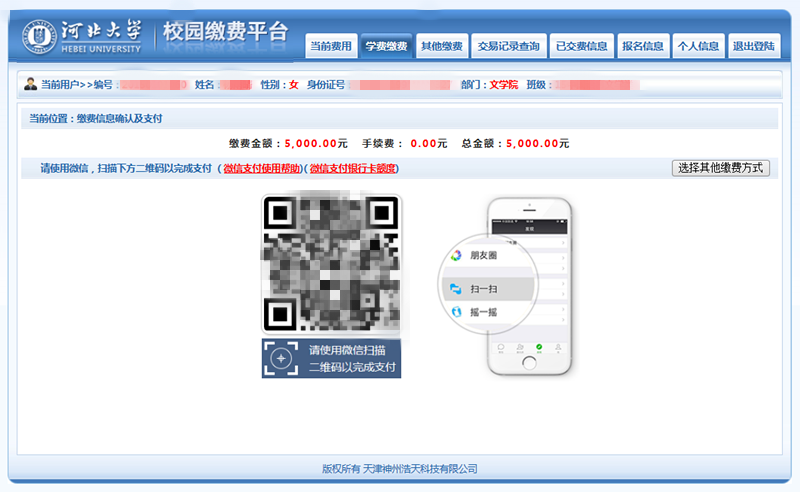 河北大学 校园缴费平台
HEBEI UNIVERSITY
当前费用 学费缴费 其他缴费 交易记录查询 已交费信息 报名信息 个人信息 退出登陆
当前用户>>编号: 姓名: 性别:女 身份证号 部门:文学院 班级:
当前位置:缴费信息确认及支付
缴费金额:5,000.00元 手续费: 0.00元 总金额:5,000.00元
请使用微信,扫描下方二维码以完成支付 (微信支付使用帮助)(微信支付银行卡额度) 选择其他缴费方式
发现
朋友圈
扫一扫
摇一摇
请使用微信扫描
二维码以完成支付
版权所有 天津神州浩天科技有限公司